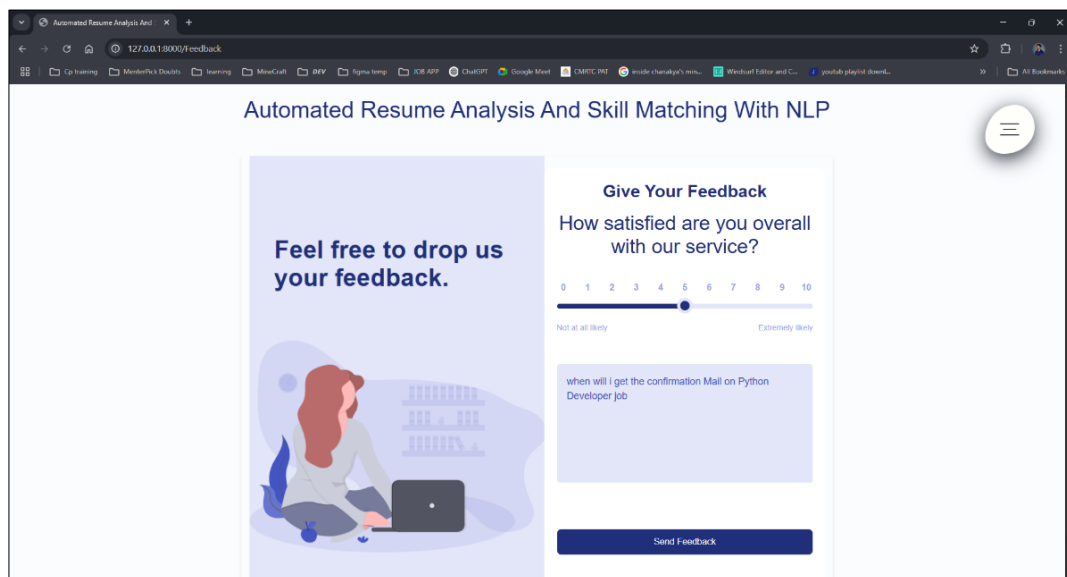 Automated Resume Analysis And
127.0.0.1:8000/Feedback
Cp training MenterPick Doubts learning MineCraft DEV figma temp JOB APP ChatGPT Google Meet CMRTC PAT inside chanakya's min... Windsurf Editor and C... youtub playlist downl... » All Bookmarks
Automated Resume Analysis And Skill Matching With NLP
Feel free to drop us
your feedback.
Give Your Feedback
How satisfied are you overall
with our service?
0 1 2 3 4 5 6 7 8 9 10
Not at all likely Extremely likely
when will i get the confirmation Mail on Python
Developer job
Send Feedback